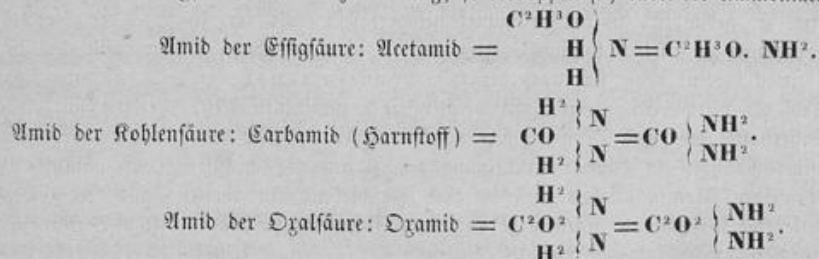 C²H³O
Amid der Essigsäure: Acetamid = H } N = C²H³O. NH².
H
H² } N
Amid der Kohlensäure: Carbamid (Harnstoff) = CO = CO { NH² NH².
H² } N
H² } N
Amid der Oxalsäure: Oxamid = C²O² = C²O² { NH² NH².
H² } N